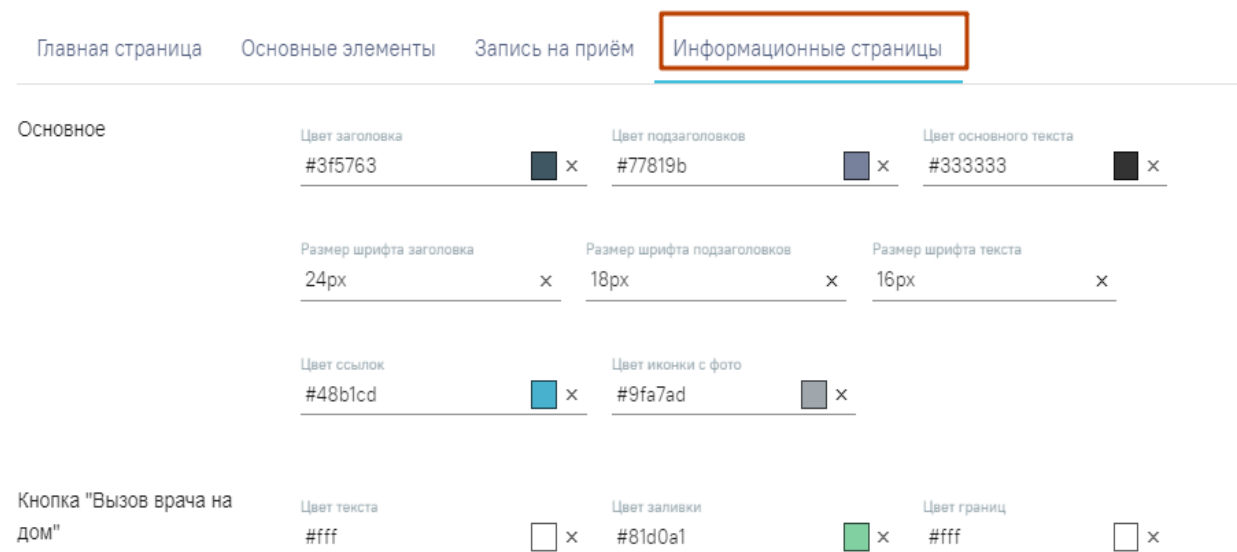 Главная страница Основные элементы Запись на приём Информационные страницы
Основное
Цвет заголовка Цвет подзаголовков Цвет основного текста
#3f5763 × #77819b × #333333 ×
Размер шрифта заголовка Размер шрифта подзаголовков Размер шрифта текста
24px × 18px × 16px ×
Цвет ссылок Цвет иконки с фото
#48b1cd × #9fa7ad ×
Кнопка "Вызов врача на
дом"
Цвет текста Цвет заливки Цвет границ
#fff × #81d0a1 × #fff ×